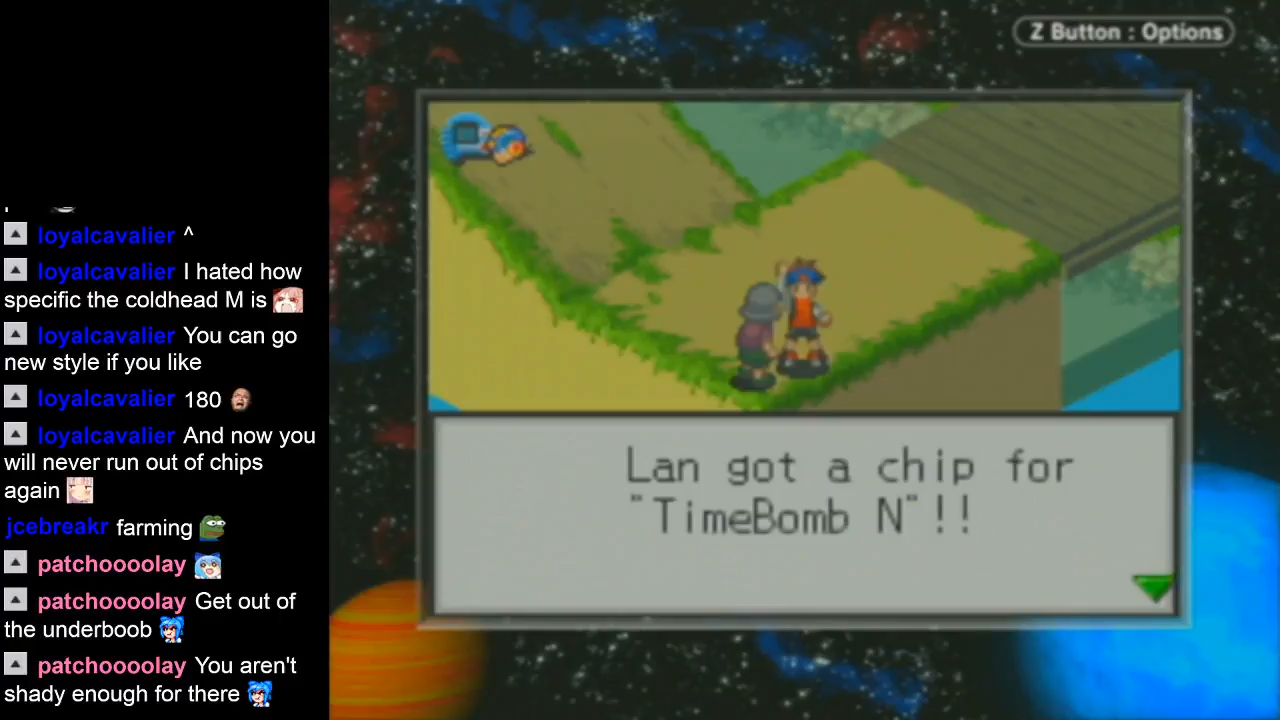 loyalcavalier ^
loyalcavalier I hated how
specific the coldhead M is
loyalcavalier You can go
new style if you like
loyalcavalier 180
loyalcavalier And now you
will never run out of chips
again
jcebreakr farming
patchoooolay
patchoooolay Get out of
the underboob
patchoooolay You aren't
shady enough for there
Z Button : Options
Lan got a chip for
"TimeBomb N"!!